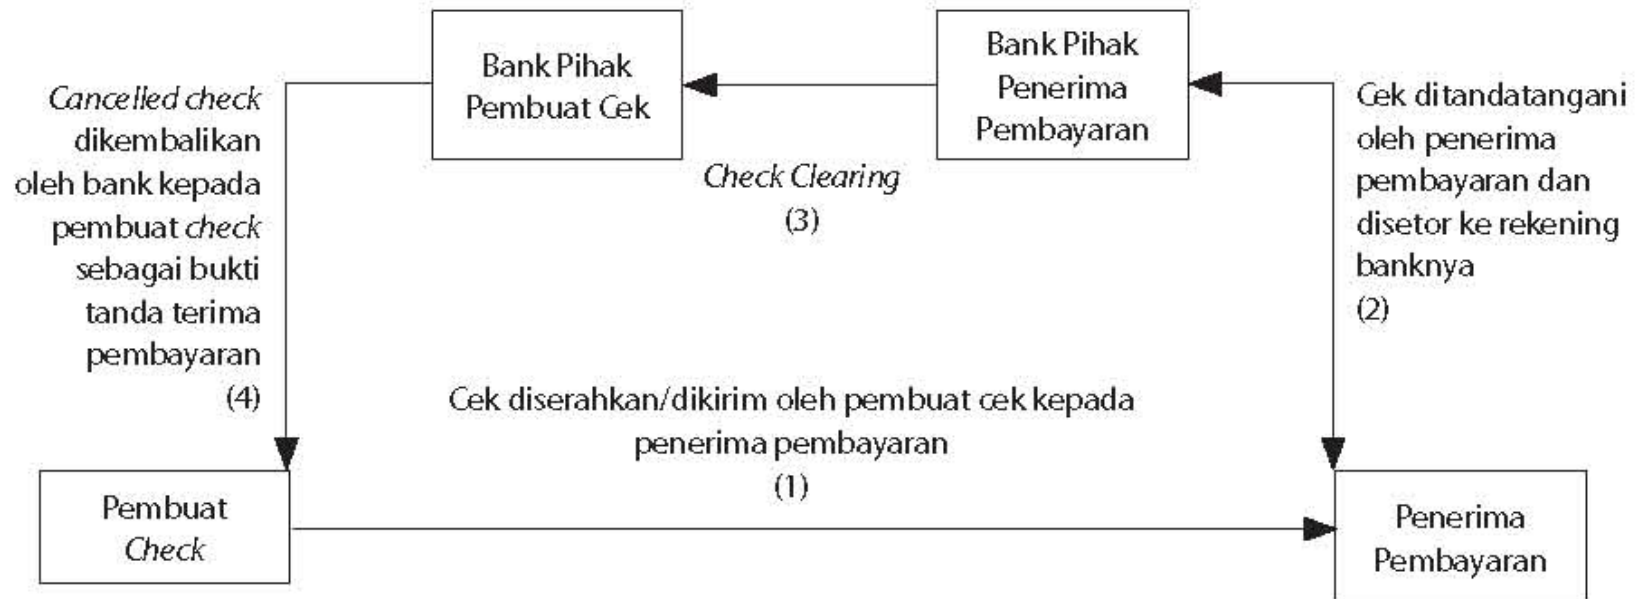 Bank Pihak
Pembuat Cek
Bank Pihak
Penerima
Pembayaran
Cancelled check
dikembalikan
oleh bank kepada
pembuat check
sebagai bukti
tanda terima
pembayaran
(4)
Check Clearing
(3)
Cek ditandatangani
oleh penerima
pembayaran dan
disetor ke rekening
banknya
(2)
Cek diserahkan/dikirim oleh pembuat cek kepada
penerima pembayaran
(1)
Pembuat
Check
Penerima
Pembayaran